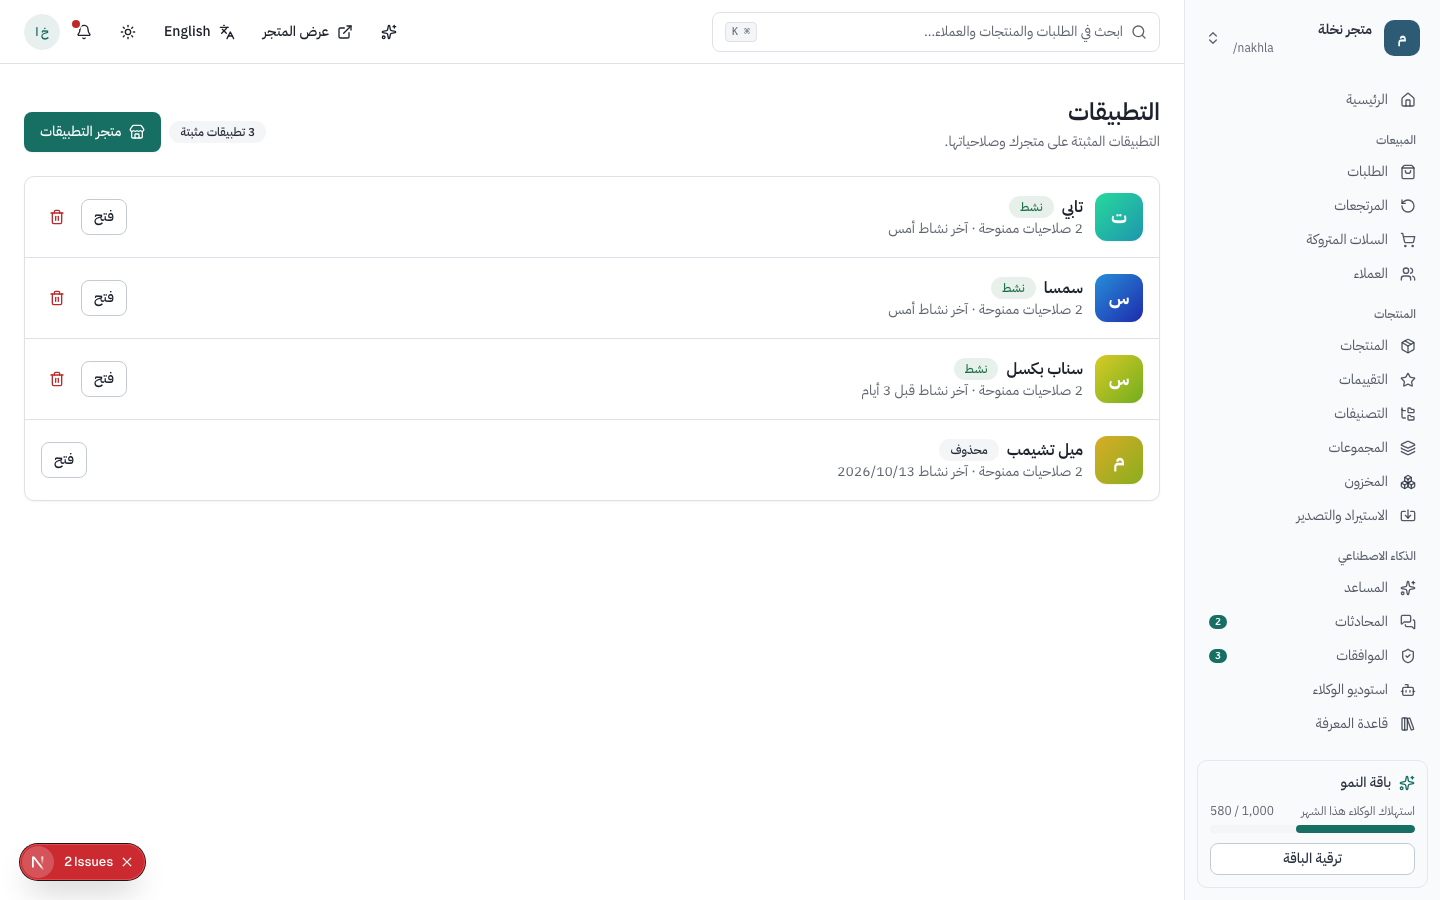 م
متجر نخلة
/nakhla
الرئيسية
المبيعات
الطلبات
المرتجعات
السلات المتروكة
العملاء
المنتجات
المنتجات
التقييمات
التصنيفات
المجموعات
المخزون
الاستيراد والتصدير
الذكاء الاصطناعي
المساعد
المحادثات 2
الموافقات 3
استوديو الوكلاء
قاعدة المعرفة
باقة النمو
استهلاك الوكلاء هذا الشهر 580 / 1,000
ترقية الباقة
ابحث في الطلبات والمنتجات والعملاء... ⌘ K
عرض المتجر
English
خ ا
التطبيقات
التطبيقات المثبتة على متجرك وصلاحياتها.
3 تطبيقات مثبتة
متجر التطبيقات
ت
تابي نشط
2 صلاحيات ممنوحة · آخر نشاط أمس
فتح
س
سمسا نشط
2 صلاحيات ممنوحة · آخر نشاط أمس
فتح
س
سناب بكسل نشط
2 صلاحيات ممنوحة · آخر نشاط قبل 3 أيام
فتح
م
ميل تشيمب محذوف
2 صلاحيات ممنوحة · آخر نشاط 2026/10/13
فتح
N 2 Issues